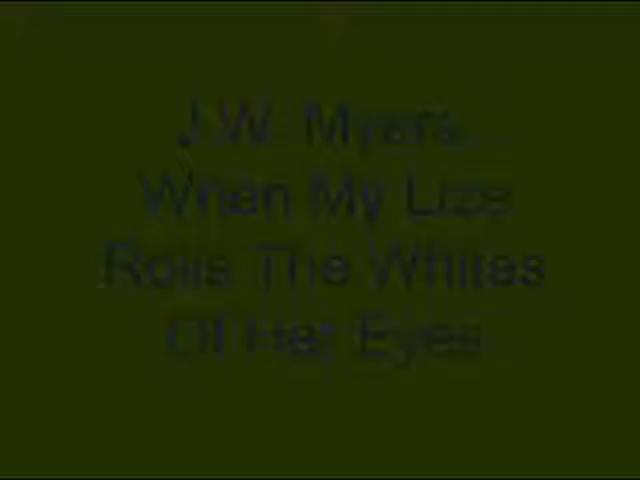 J.W. Myers
When My Lize
Rolls The Whites
Of Her Eyes